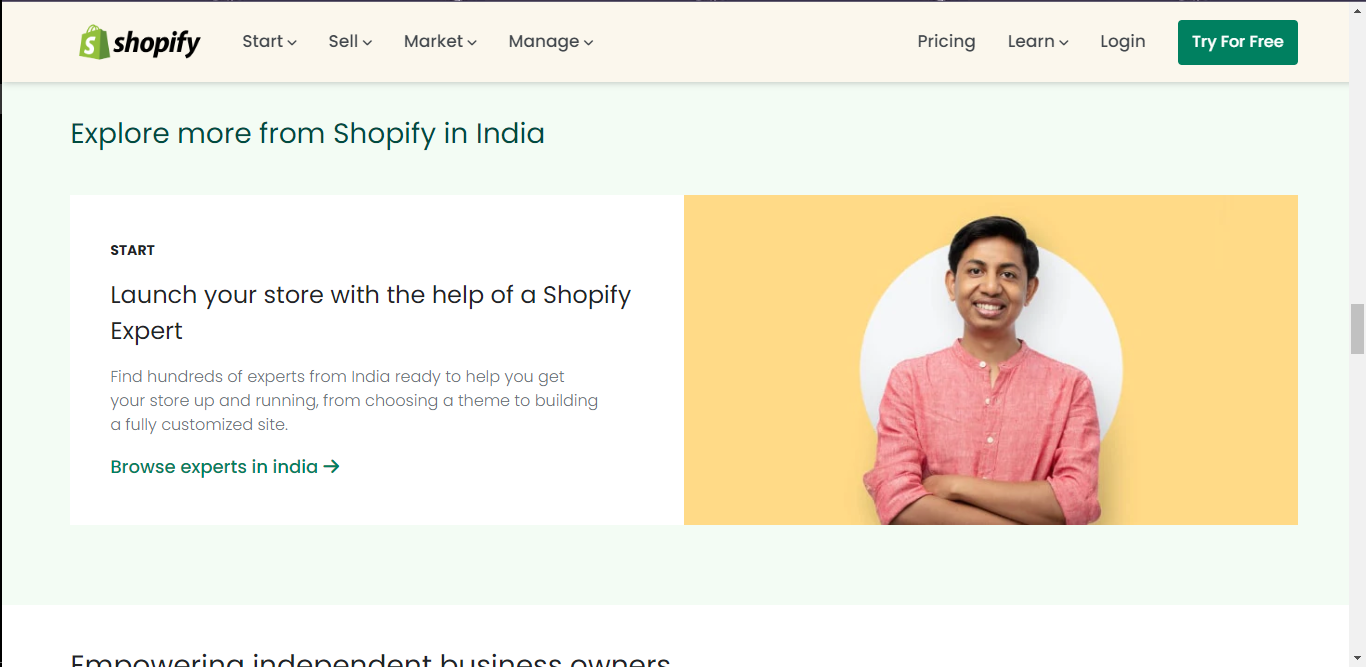 shopify Start Sell Market Manage Pricing Learn Login Try For Free
Explore more from Shopify in India
START
Launch your store with the help of a Shopify
Expert
Find hundreds of experts from India ready to help you get
your store up and running, from choosing a theme to building
a fully customized site.
Browse experts in india →
Empowering independent business owners